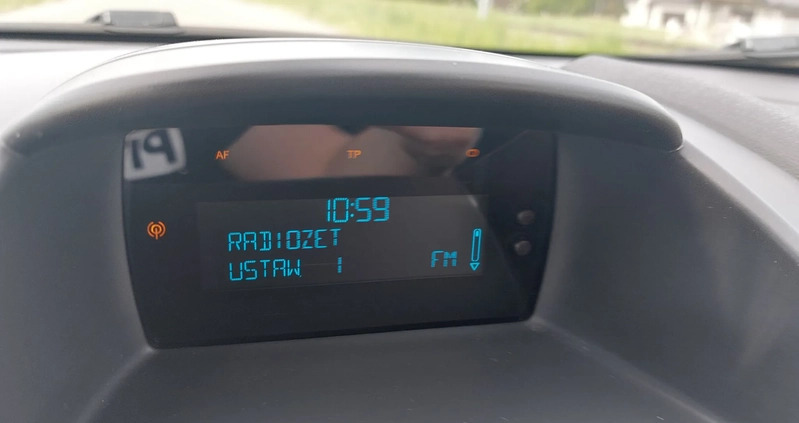 AF TP
10:59
RADIOZET
USTAW 1 FM